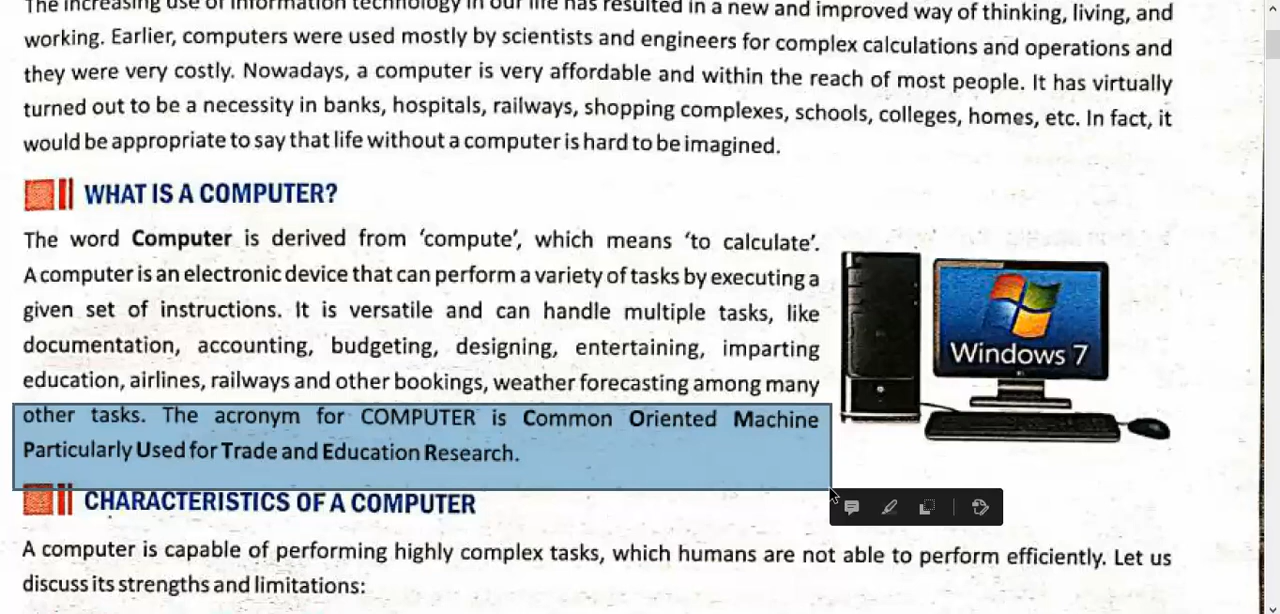 The increasing use of information technology in our life has resulted in a new and improved way of thinking, living, and
working. Earlier, computers were used mostly by scientists and engineers for complex calculations and operations and
they were very costly. Nowadays, a computer is very affordable and within the reach of most people. It has virtually
turned out to be a necessity in banks, hospitals, railways, shopping complexes, schools, colleges, homes, etc. In fact, it
would be appropriate to say that life without a computer is hard to be imagined.
WHAT IS A COMPUTER?
The word Computer is derived from ‘compute’, which means ‘to calculate’.
A computer is an electronic device that can perform a variety of tasks by executing a
given set of instructions. It is versatile and can handle multiple tasks, like
documentation, accounting, budgeting, designing, entertaining, imparting
education, airlines, railways and other bookings, weather forecasting among many
other tasks. The acronym for COMPUTER is Common Oriented Machine
Particularly Used for Trade and Education Research.
Windows 7
CHARACTERISTICS OF A COMPUTER
A computer is capable of performing highly complex tasks, which humans are not able to perform efficiently. Let us
discuss its strengths and limitations: